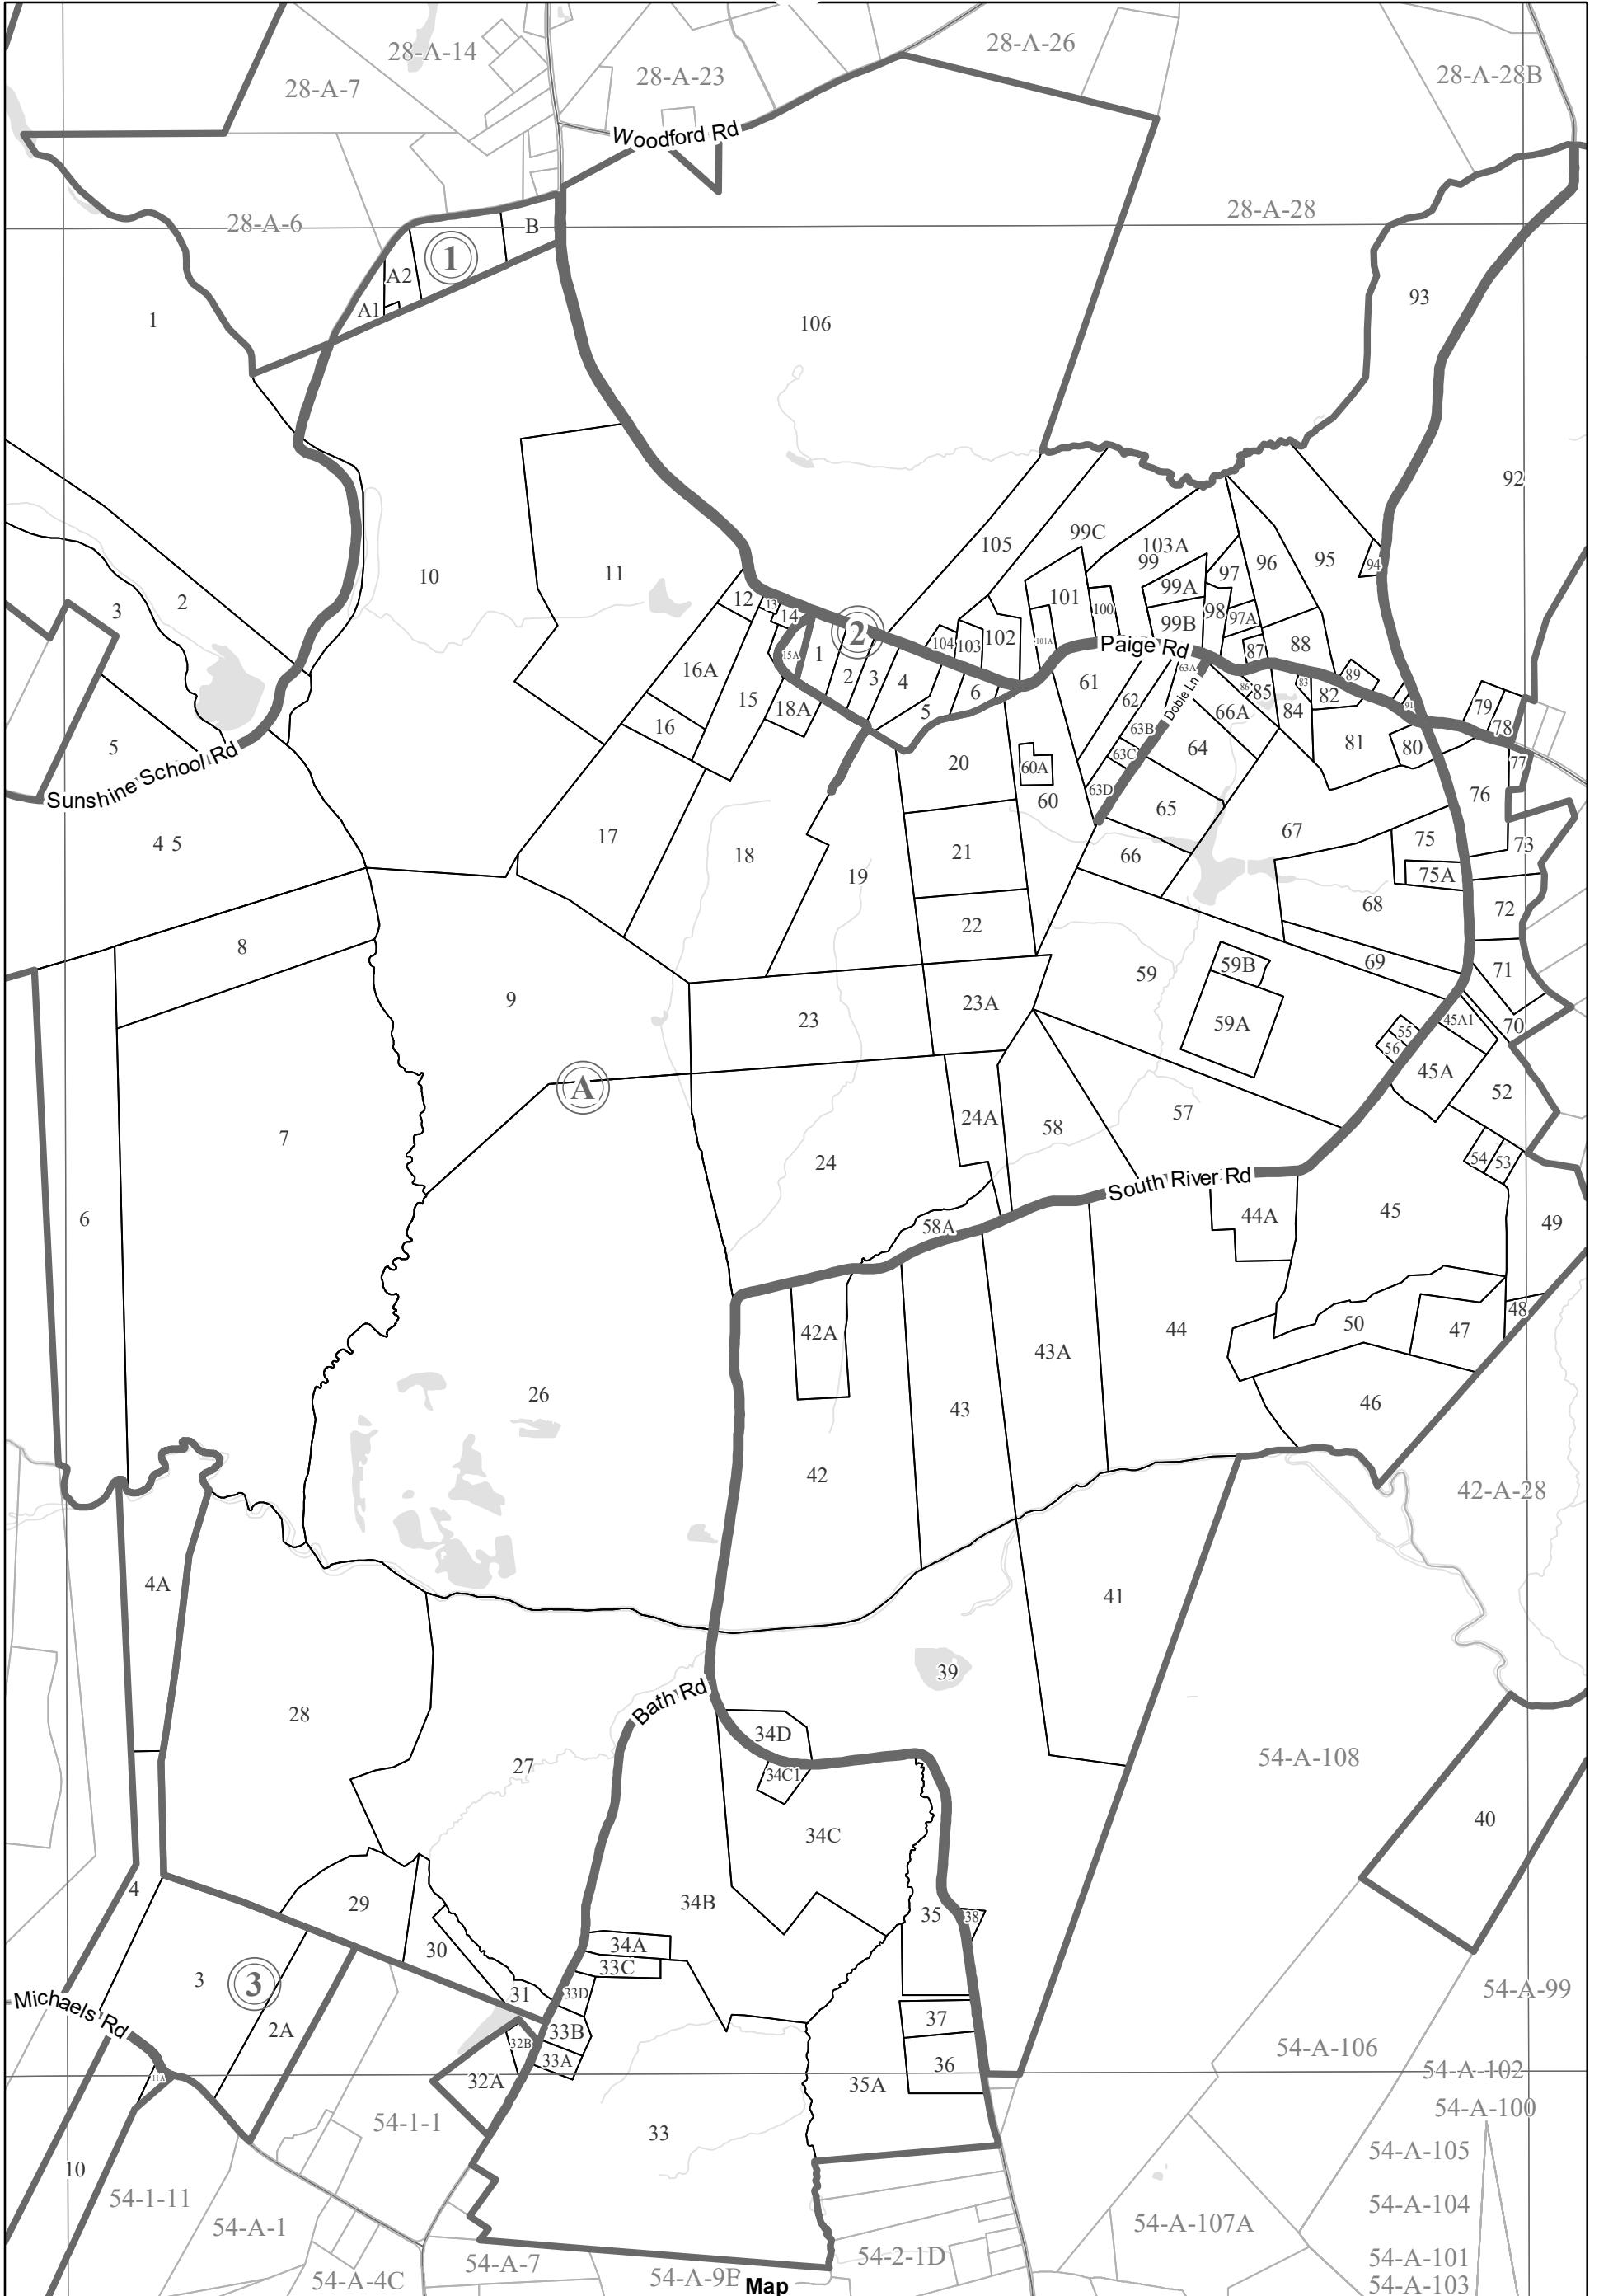 28-A-14
28-A-26
28-A-7
28-A-23
28-A-28B
Woodford Rd
28-A-6
B
28-A-28
1
A2
A1
1
106
93
92
2
3
10
11
105
99C
103A
99
96
95
94
97
99A
101
100
98
97A
99B
12
13
14
2
104
103
102
101A
Paige Rd
87
88
15A
1
16A
2
3
4
6
61
63A
89
83
82
86
85
15
18A
5
62
Doble Ln
66A
84
91
79
78
16
63B
64
81
80
5
Sunshine School Rd
20
60A
63C
77
63D
60
65
76
4 5
17
18
19
21
66
67
75
73
75A
68
72
8
22
59
59B
69
71
9
23
23A
59A
45A1
70
55
56
45A
A
52
7
24
24A
58
57
54
53
South River Rd
6
58A
44A
45
49
42A
43A
44
50
47
48
26
43
46
42
42-A-28
4A
41
28
Bath Rd
39
27
34D
34C1
54-A-108
40
34C
4
29
34B
35
38
30
34A
33C
3
3
31
33D
54-A-99
Michaels Rd
2A
32B
33B
33A
37
36
54-A-106
54-A-102
11A
32A
35A
54-A-100
54-1-1
33
54-A-105
10
54-1-11
54-A-1
54-A-104
54-A-107A
54-A-7
54-2-1D
54-A-101
54-A-4C
54-A-9B
Map
54-A-103